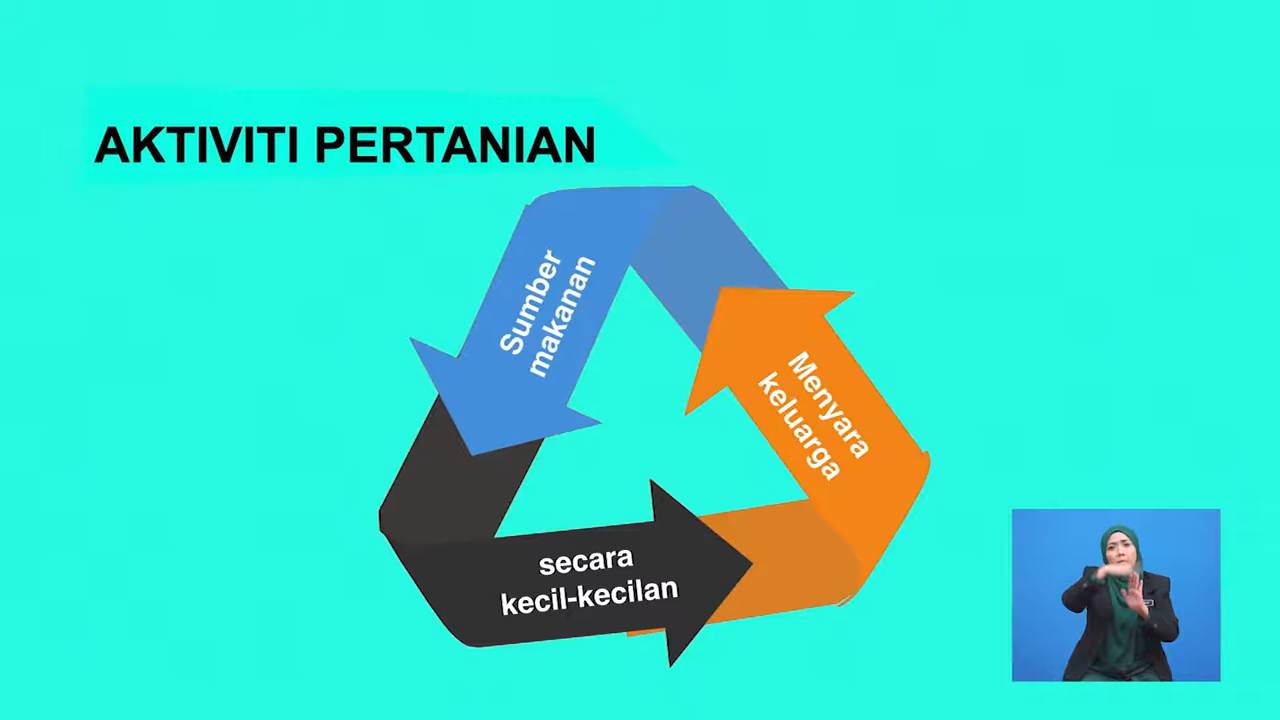 AKTIVITI PERTANIAN
Sumber
makanan
Menyara
keluarga
secara
kecil-kecilan